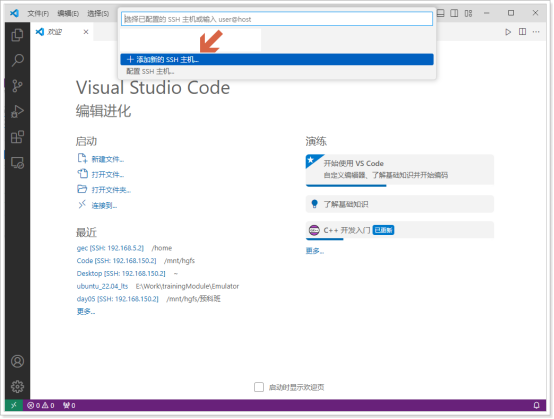 文件(F) 编辑(E) 选择(S)
选择已配置的 SSH 主机或输入 user@host
欢迎
+ 添加新的 SSH 主机...
配置 SSH 主机...
Visual Studio Code
编辑进化
启动
新建文件...
打开文件...
打开文件夹...
连接到...
最近
gec [SSH: 192.168.5.2] /home
Code [SSH: 192.168.150.2] /mnt/hgfs
Desktop [SSH: 192.168.150.2] ~
ubuntu_22.04_lts E:\Work\trainingModule\Emulator
day05 [SSH: 192.168.150.2] /mnt/hgfs/预科班
更多...
演练
开始使用 VS Code
自定义编辑器、了解基础知识并开始编码
了解基础知识
C++ 开发入门 已更新
更多...
启动时显示欢迎页
0 0 0